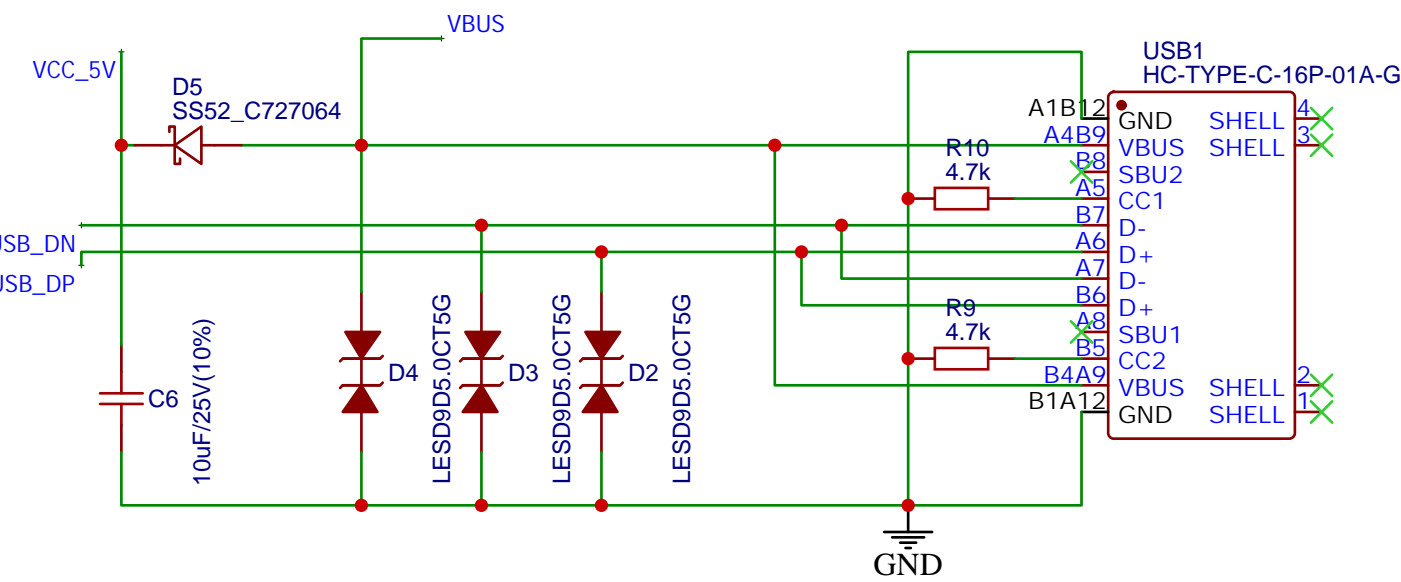 VBUS
VCC_5V
D5
SS52_C727064
USB1
HC-TYPE-C-16P-01A-G
A1B12
GND
SHELL
4
A4B9
VBUS
SHELL
3
R10
4.7k
B8
SBU2
A5
CC1
B7
D-
A6
D+
A7
D-
B6
D+
R9
4.7k
A8
SBU1
B5
CC2
B4A9
VBUS
SHELL
2
B1A12
GND
SHELL
1
USB_DN
USB_DP
C6
10uF/25V(10%)
D4
LESD9D5.0CT5G
D3
LESD9D5.0CT5G
D2
LESD9D5.0CT5G
GND